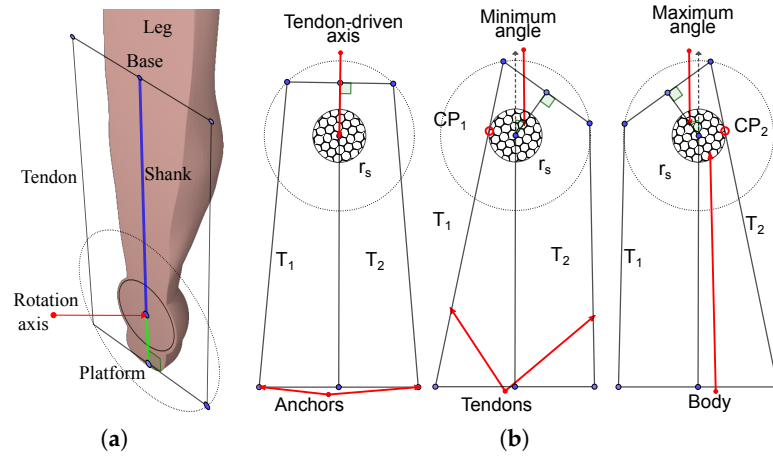 Leg
Base
Tendon
Shank
Rotation
axis
Platform
(a)
Tendon-driven
axis
r_s
T_1
T_2
Anchors
Minimum
angle
CP_1
r_s
T_1
T_2
Tendons
Maximum
angle
CP_2
r_s
T_1
T_2
Body
(b)